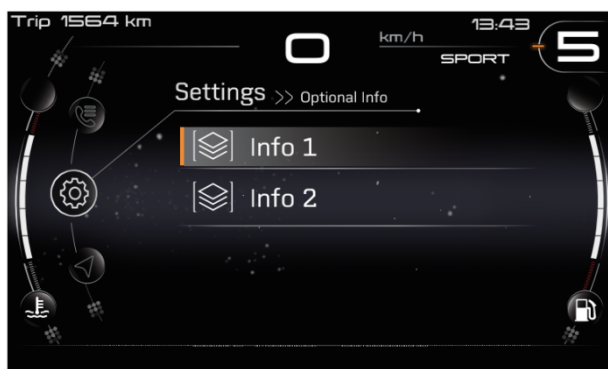 Trip 1564 km
0 km/h
13:43
SPORT
5
Settings >> Optional Info
Info 1
Info 2